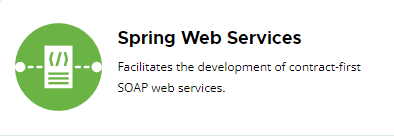 Spring Web Services
Facilitates the development of contract-first
SOAP web services.